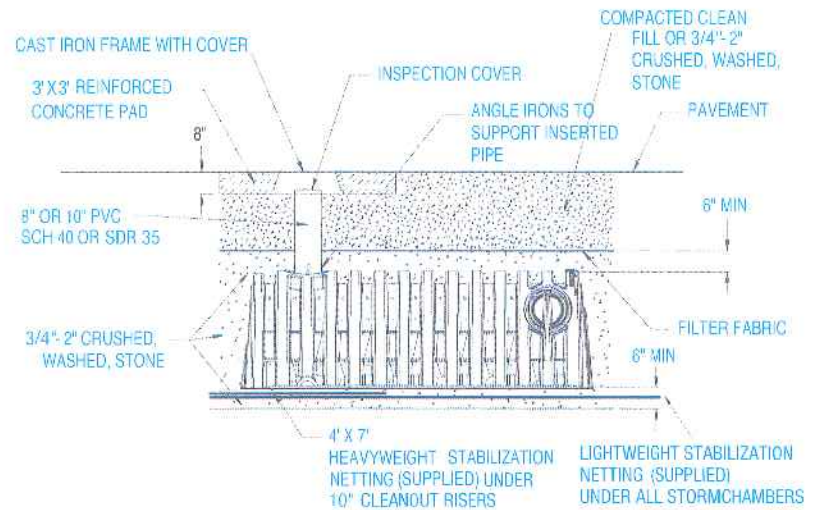 COMPACTED CLEAN
FILL OR 3/4"- 2"
CRUSHED, WASHED,
STONE
CAST IRON FRAME WITH COVER
INSPECTION COVER
3' X 3' REINFORCED
CONCRETE PAD
ANGLE IRONS TO
SUPPORT INSERTED
PIPE
PAVEMENT
8"
8" OR 10" PVC
SCH 40 OR SDR 35
6" MIN
3/4"- 2" CRUSHED,
WASHED, STONE
FILTER FABRIC
6" MIN
4' X 7'
HEAVYWEIGHT STABILIZATION
NETTING (SUPPLIED) UNDER
10" CLEANOUT RISERS
LIGHTWEIGHT STABILIZATION
NETTING (SUPPLIED)
UNDER ALL STORMCHAMBERS